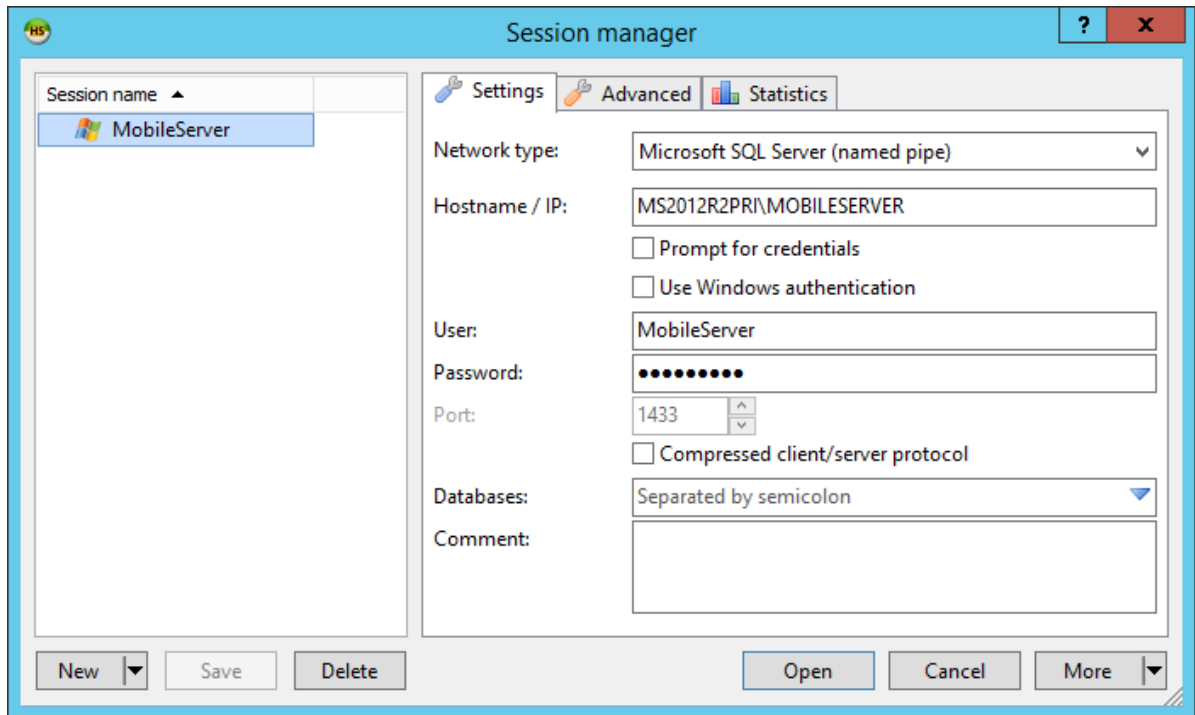 HS
Session manager
?
X
Session name
MobileServer
Settings
Advanced
Statistics
Network type:
Microsoft SQL Server (named pipe)
Hostname / IP:
MS2012R2PRI\MOBILESERVER
Prompt for credentials
Use Windows authentication
User:
MobileServer
Password:
•••••••••
Port:
1433
Compressed client/server protocol
Databases:
Separated by semicolon
Comment:
New
Save
Delete
Open
Cancel
More